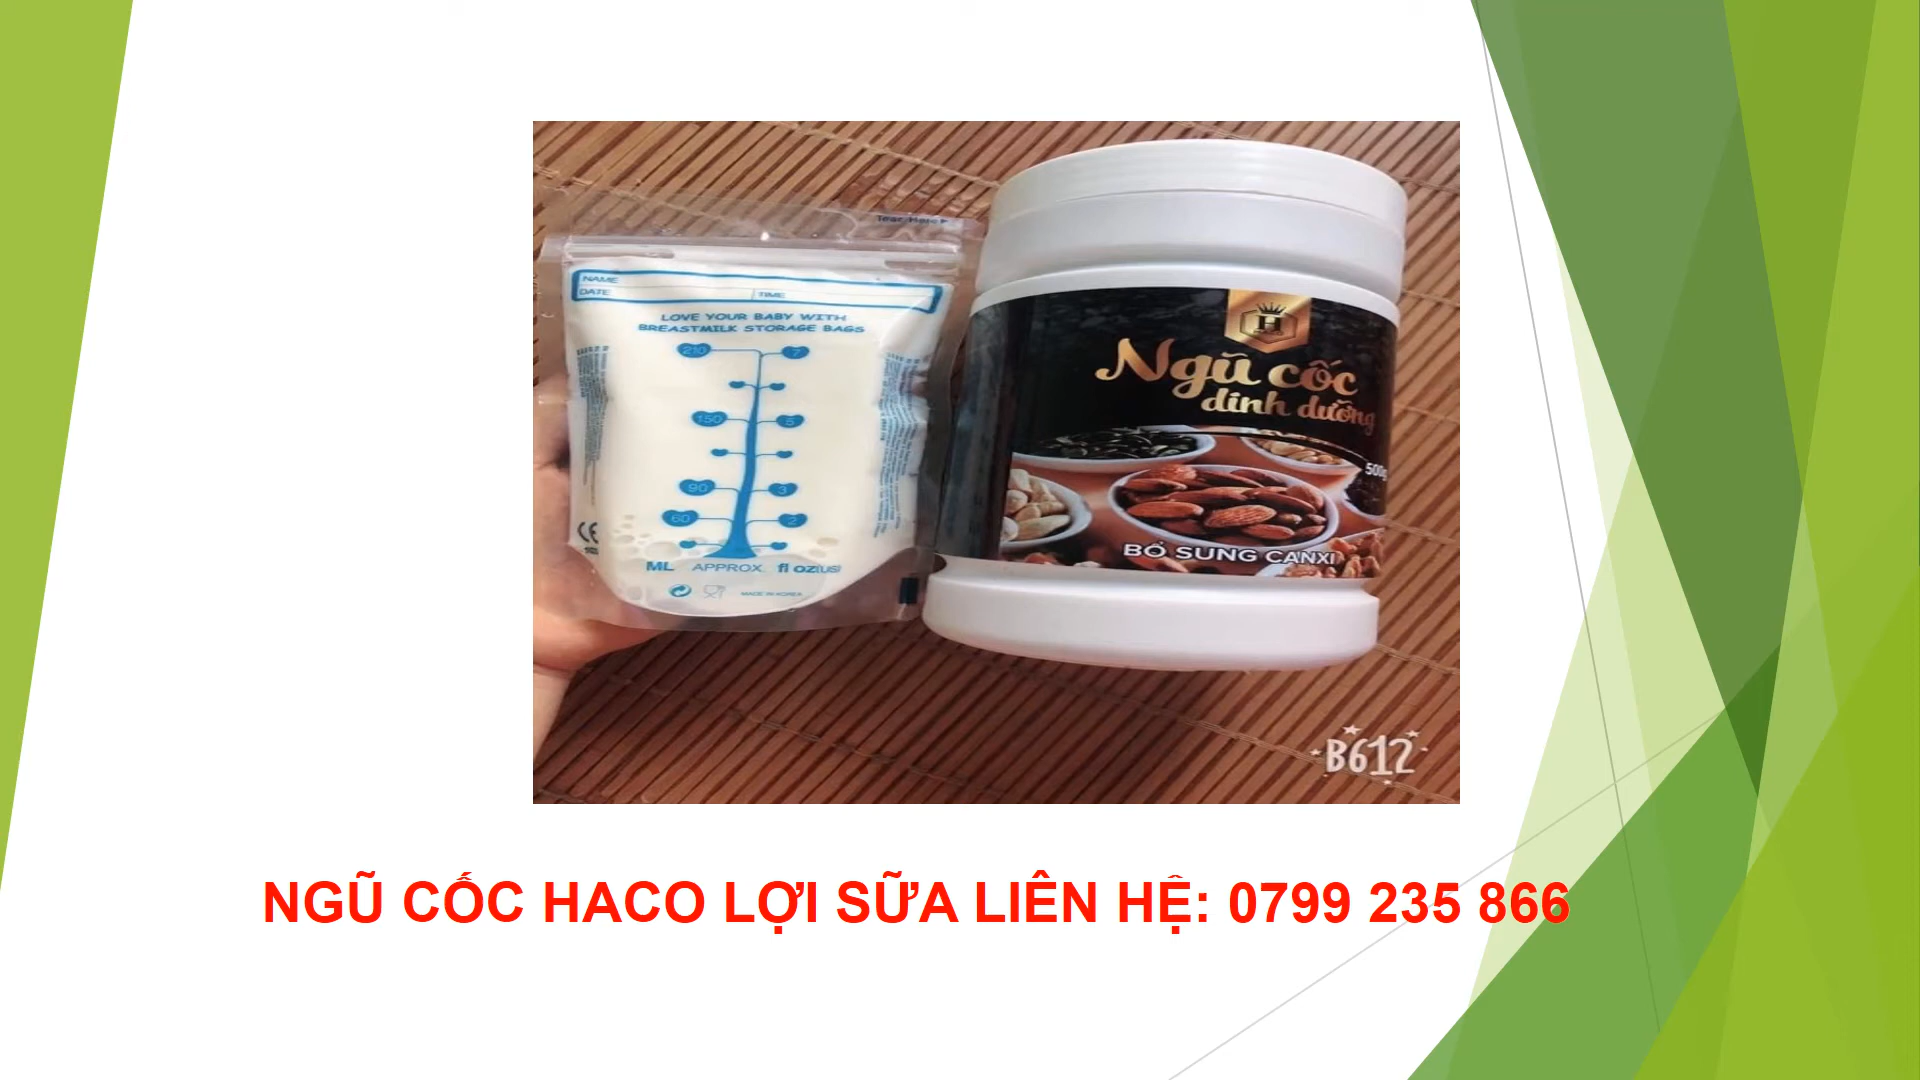 Tear Here
NAME
DATE
TIME
LOVE YOUR BABY WITH
BREASTMILK STORAGE BAGS
210 7
150 5
90 3
60 2
ML APPROX. fl oz(US)
CE
MADE IN KOREA
H
Ngũ cốc
dinh dưỡng
500g
BỔ SUNG CANXI
B612
NGŨ CỐC HACO LỢI SỮA LIÊN HỆ: 0799 235 866